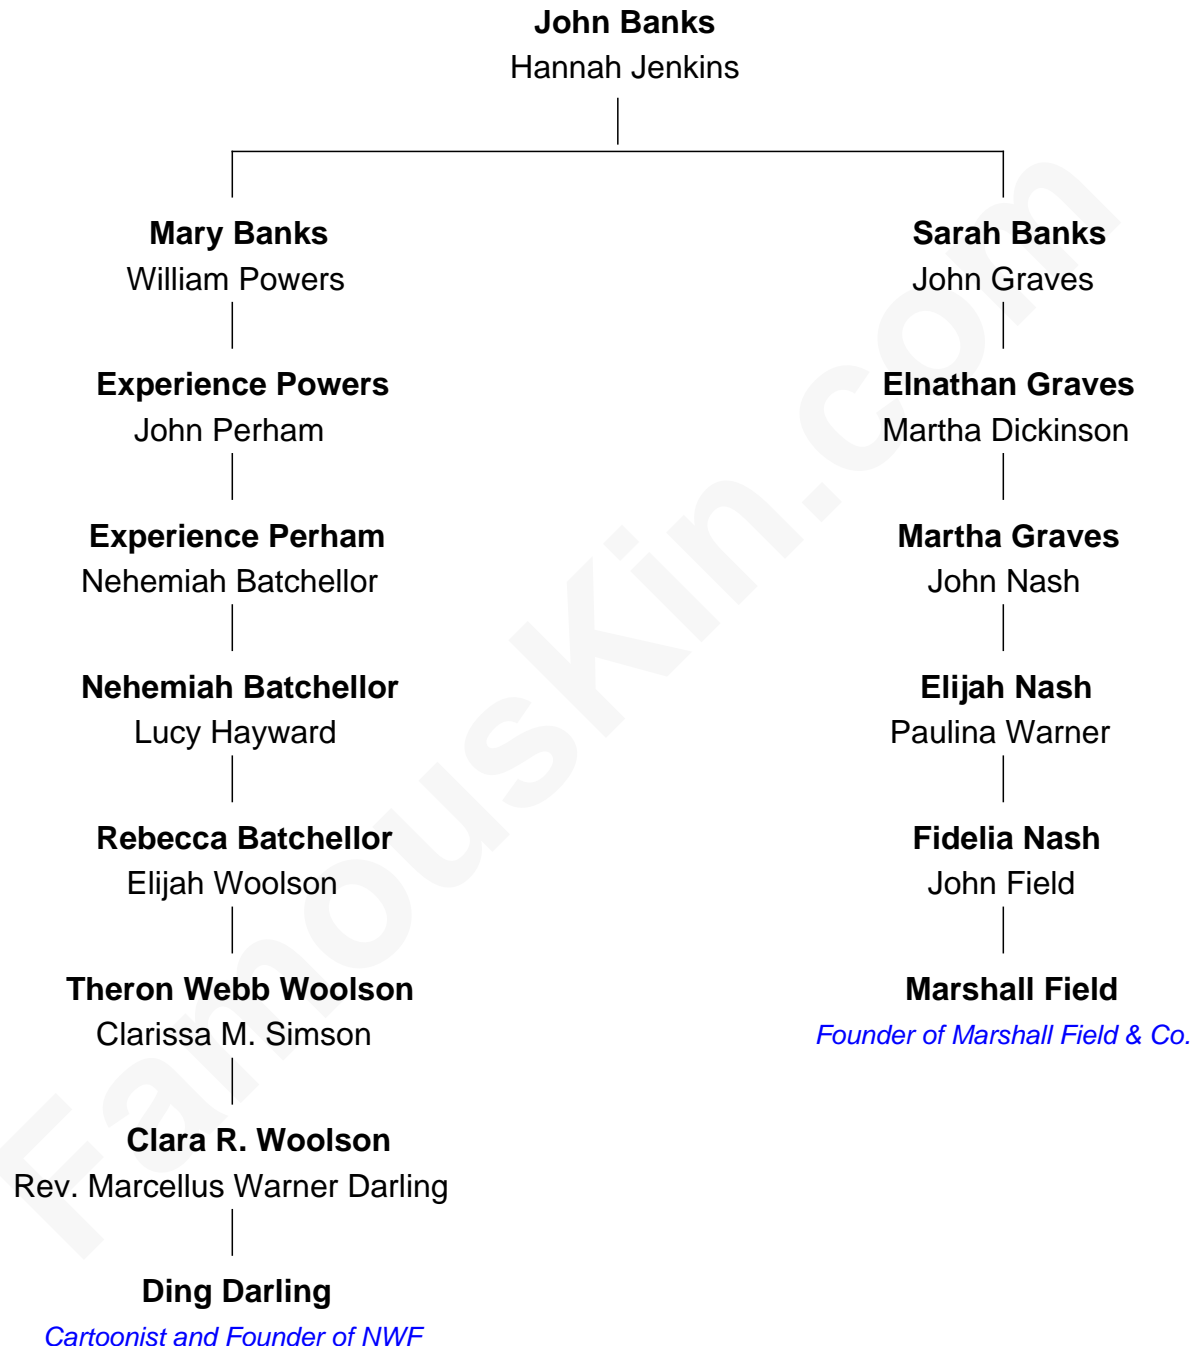 John Banks
Hannah Jenkins
Mary Banks
William Powers
Experience Powers
John Perham
Experience Perham
Nehemiah Batchellor
Nehemiah Batchellor
Lucy Hayward
Rebecca Batchellor
Elijah Woolson
Theron Webb Woolson
Clarissa M. Simson
Clara R. Woolson
Rev. Marcellus Warner Darling
Ding Darling
Cartoonist and Founder of NWF
Sarah Banks
John Graves
Elnathan Graves
Martha Dickinson
Martha Graves
John Nash
Elijah Nash
Paulina Warner
Fidelia Nash
John Field
Marshall Field
Founder of Marshall Field & Co.
FamousKin.com